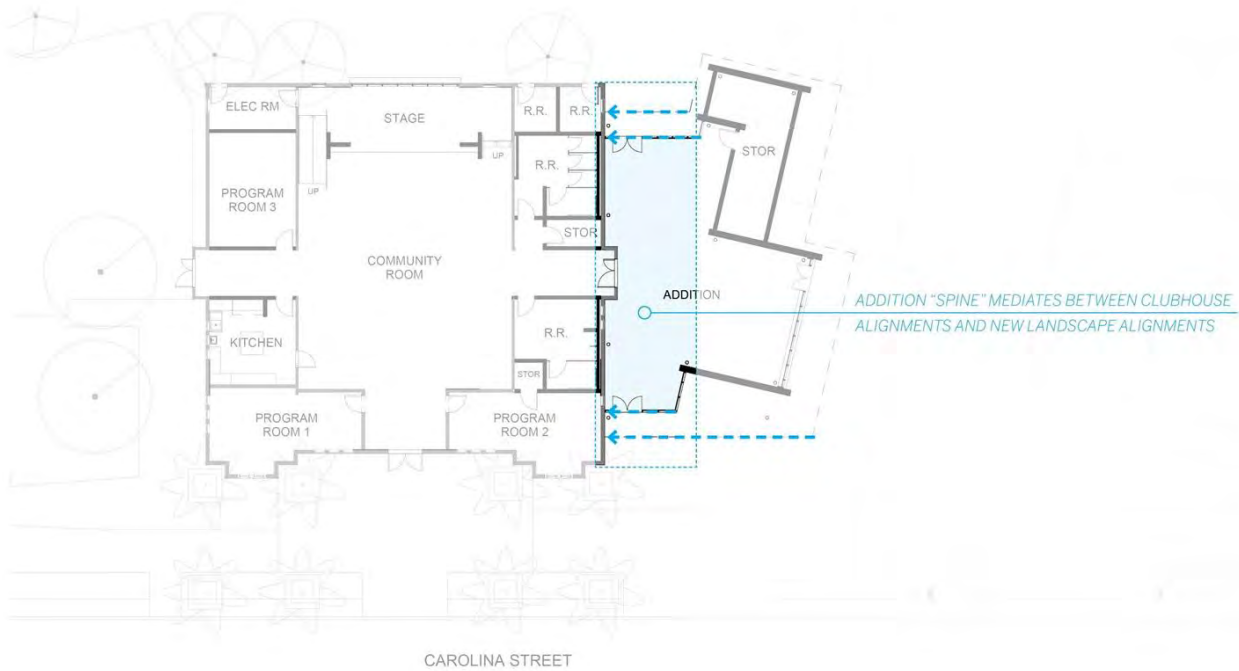 ELEC RM
STAGE
R.R.
R.R.
UP
R.R.
STOR
PROGRAM
ROOM 3
UP
STOR
COMMUNITY
ROOM
ADDITION
ADDITION "SPINE" MEDIATES BETWEEN CLUBHOUSE
ALIGNMENTS AND NEW LANDSCAPE ALIGNMENTS
KITCHEN
R.R.
STOR
PROGRAM
ROOM 1
PROGRAM
ROOM 2
CAROLINA STREET